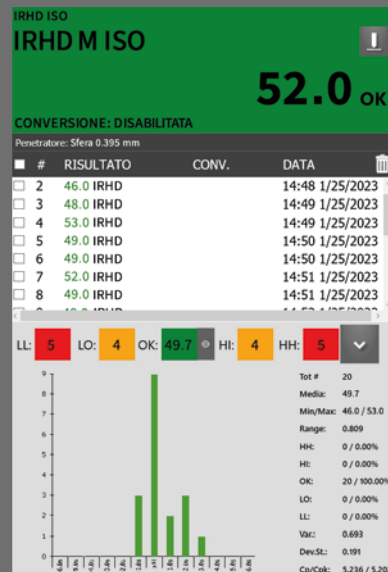 IRHD ISO
IRHD M ISO
52.0 OK
CONVERSIONE: DISABILITATA
Penetratore: Sfera 0.395 mm
# RISULTATO CONV. DATA
2 46.0 IRHD 14:48 1/25/2023
3 48.0 IRHD 14:49 1/25/2023
4 53.0 IRHD 14:49 1/25/2023
5 49.0 IRHD 14:50 1/25/2023
6 49.0 IRHD 14:50 1/25/2023
7 52.0 IRHD 14:51 1/25/2023
8 49.0 IRHD 14:51 1/25/2023
LL: 5 LO: 4 OK: 49.7 HI: 4 HH: 5
9
8
7
6
5
4
3
2
1
0
Tot # 20
Media: 49.7
Min/Max: 46.0 / 53.0
Range: 0.809
HH: 0 / 0.00%
HI: 0 / 0.00%
OK: 20 / 100.00%
LO: 0 / 0.00%
LL: 0 / 0.00%
Var.: 0.693
Dev.St.: 0.191
Cp/Cpk: 5.236 / 5.20